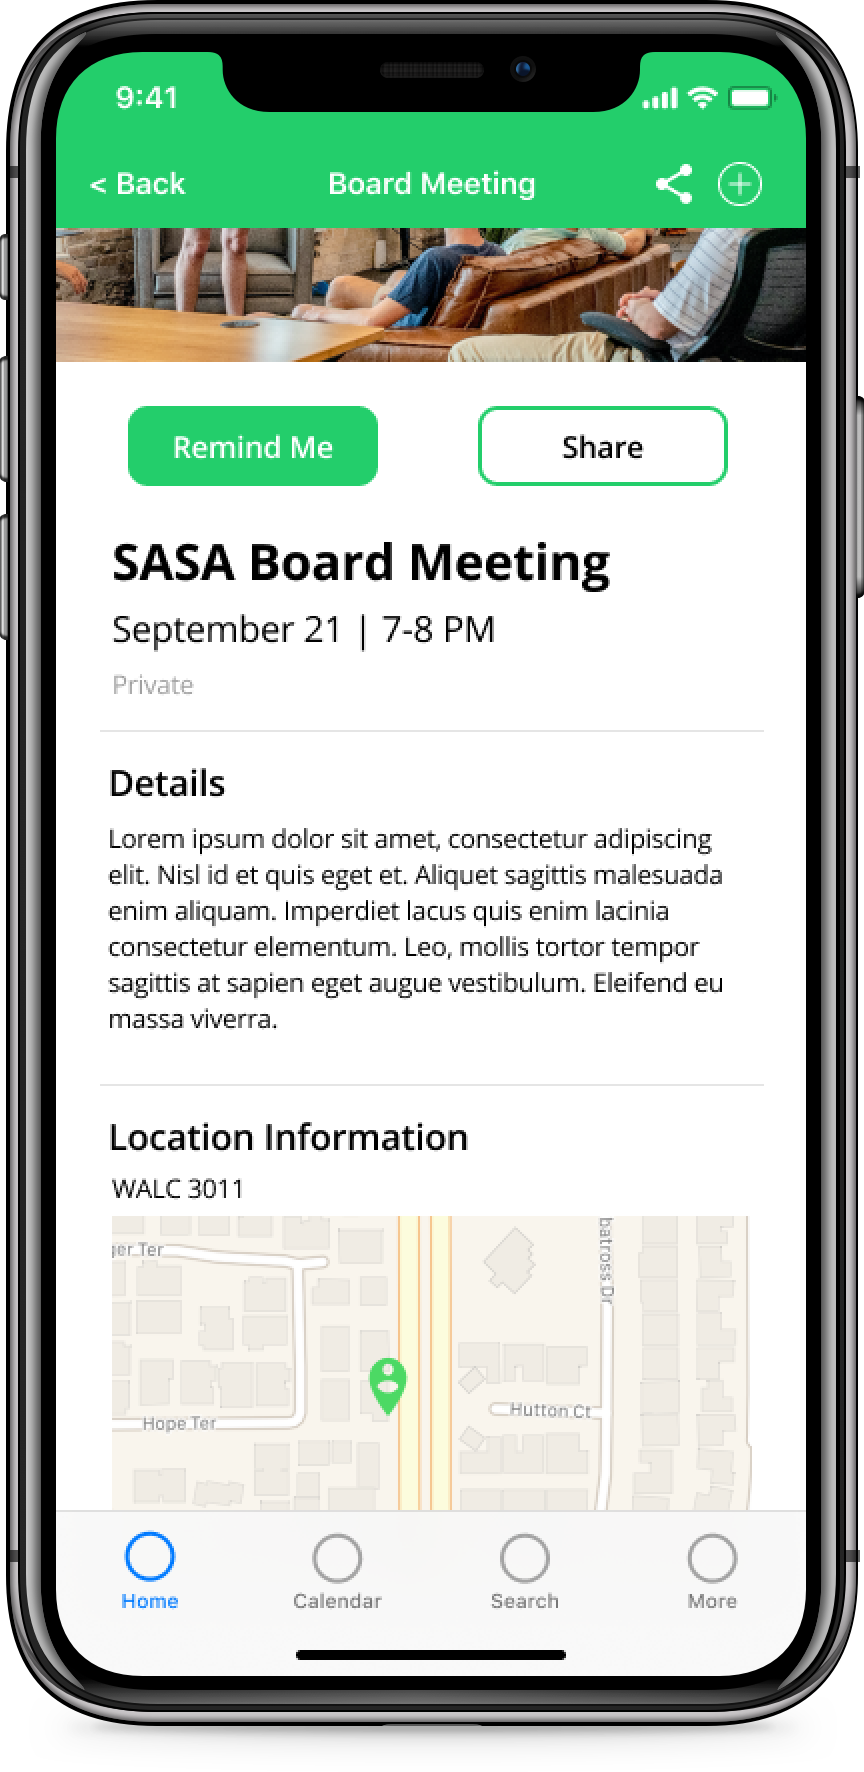 9:41
< Back
Board Meeting
Remind Me
Share
SASA Board Meeting
September 21 | 7-8 PM
Private
Details
Lorem ipsum dolor sit amet, consectetur adipiscing
elit. Nisl id et quis eget et. Aliquet sagittis malesuada
enim aliquam. Imperdiet lacus quis enim lacinia
consectetur elementum. Leo, mollis tortor tempor
sagittis at sapien eget augue vestibulum. Eleifend eu
massa viverra.
Location Information
WALC 3011
ger Ter
batross Dr
Hope Ter
Hutton Ct
Home
Calendar
Search
More